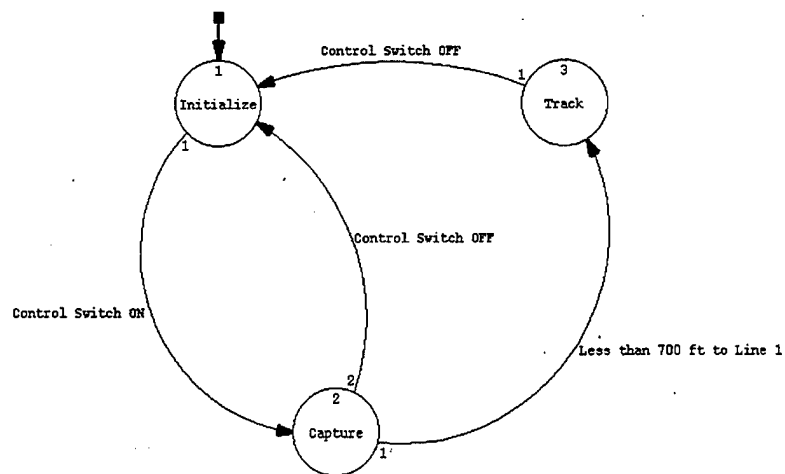 Control Switch OFF
1
Initialize
1
1
3
Track
Control Switch OFF
Control Switch ON
Less than 700 ft to Line 1
2
2
Capture
1